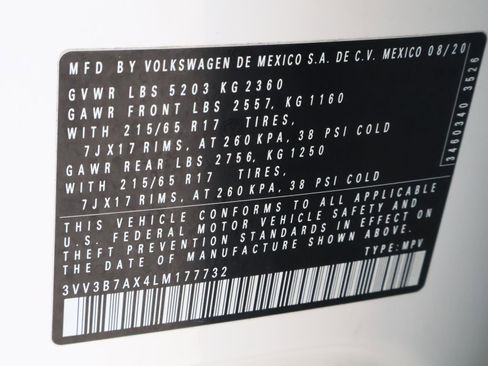 MFD BY VOLKSWAGEN DE MEXICO S.A. DE C.V. MEXICO 08/20
GVWR LBS 5203 KG 2360
GAWR FRONT LBS 2557, KG 1160
WITH 215/65 R17 TIRES,
7JX17 RIMS, AT 260 KPA, 38 PSI COLD
GAWR REAR LBS 2756, KG 1250
WITH 215/65 R17 TIRES,
7JX17 RIMS, AT 260 KPA, 38 PSI COLD
THIS VEHICLE CONFORMS TO ALL APPLICABLE
U.S. FEDERAL MOTOR VEHICLE SAFETY AND
THEFT PREVENTION STANDARDS IN EFFECT ON
THE DATE OF MANUFACTURE SHOWN ABOVE.
TYPE: MPV
3VV3B7AX4LM177732
3460340 3526